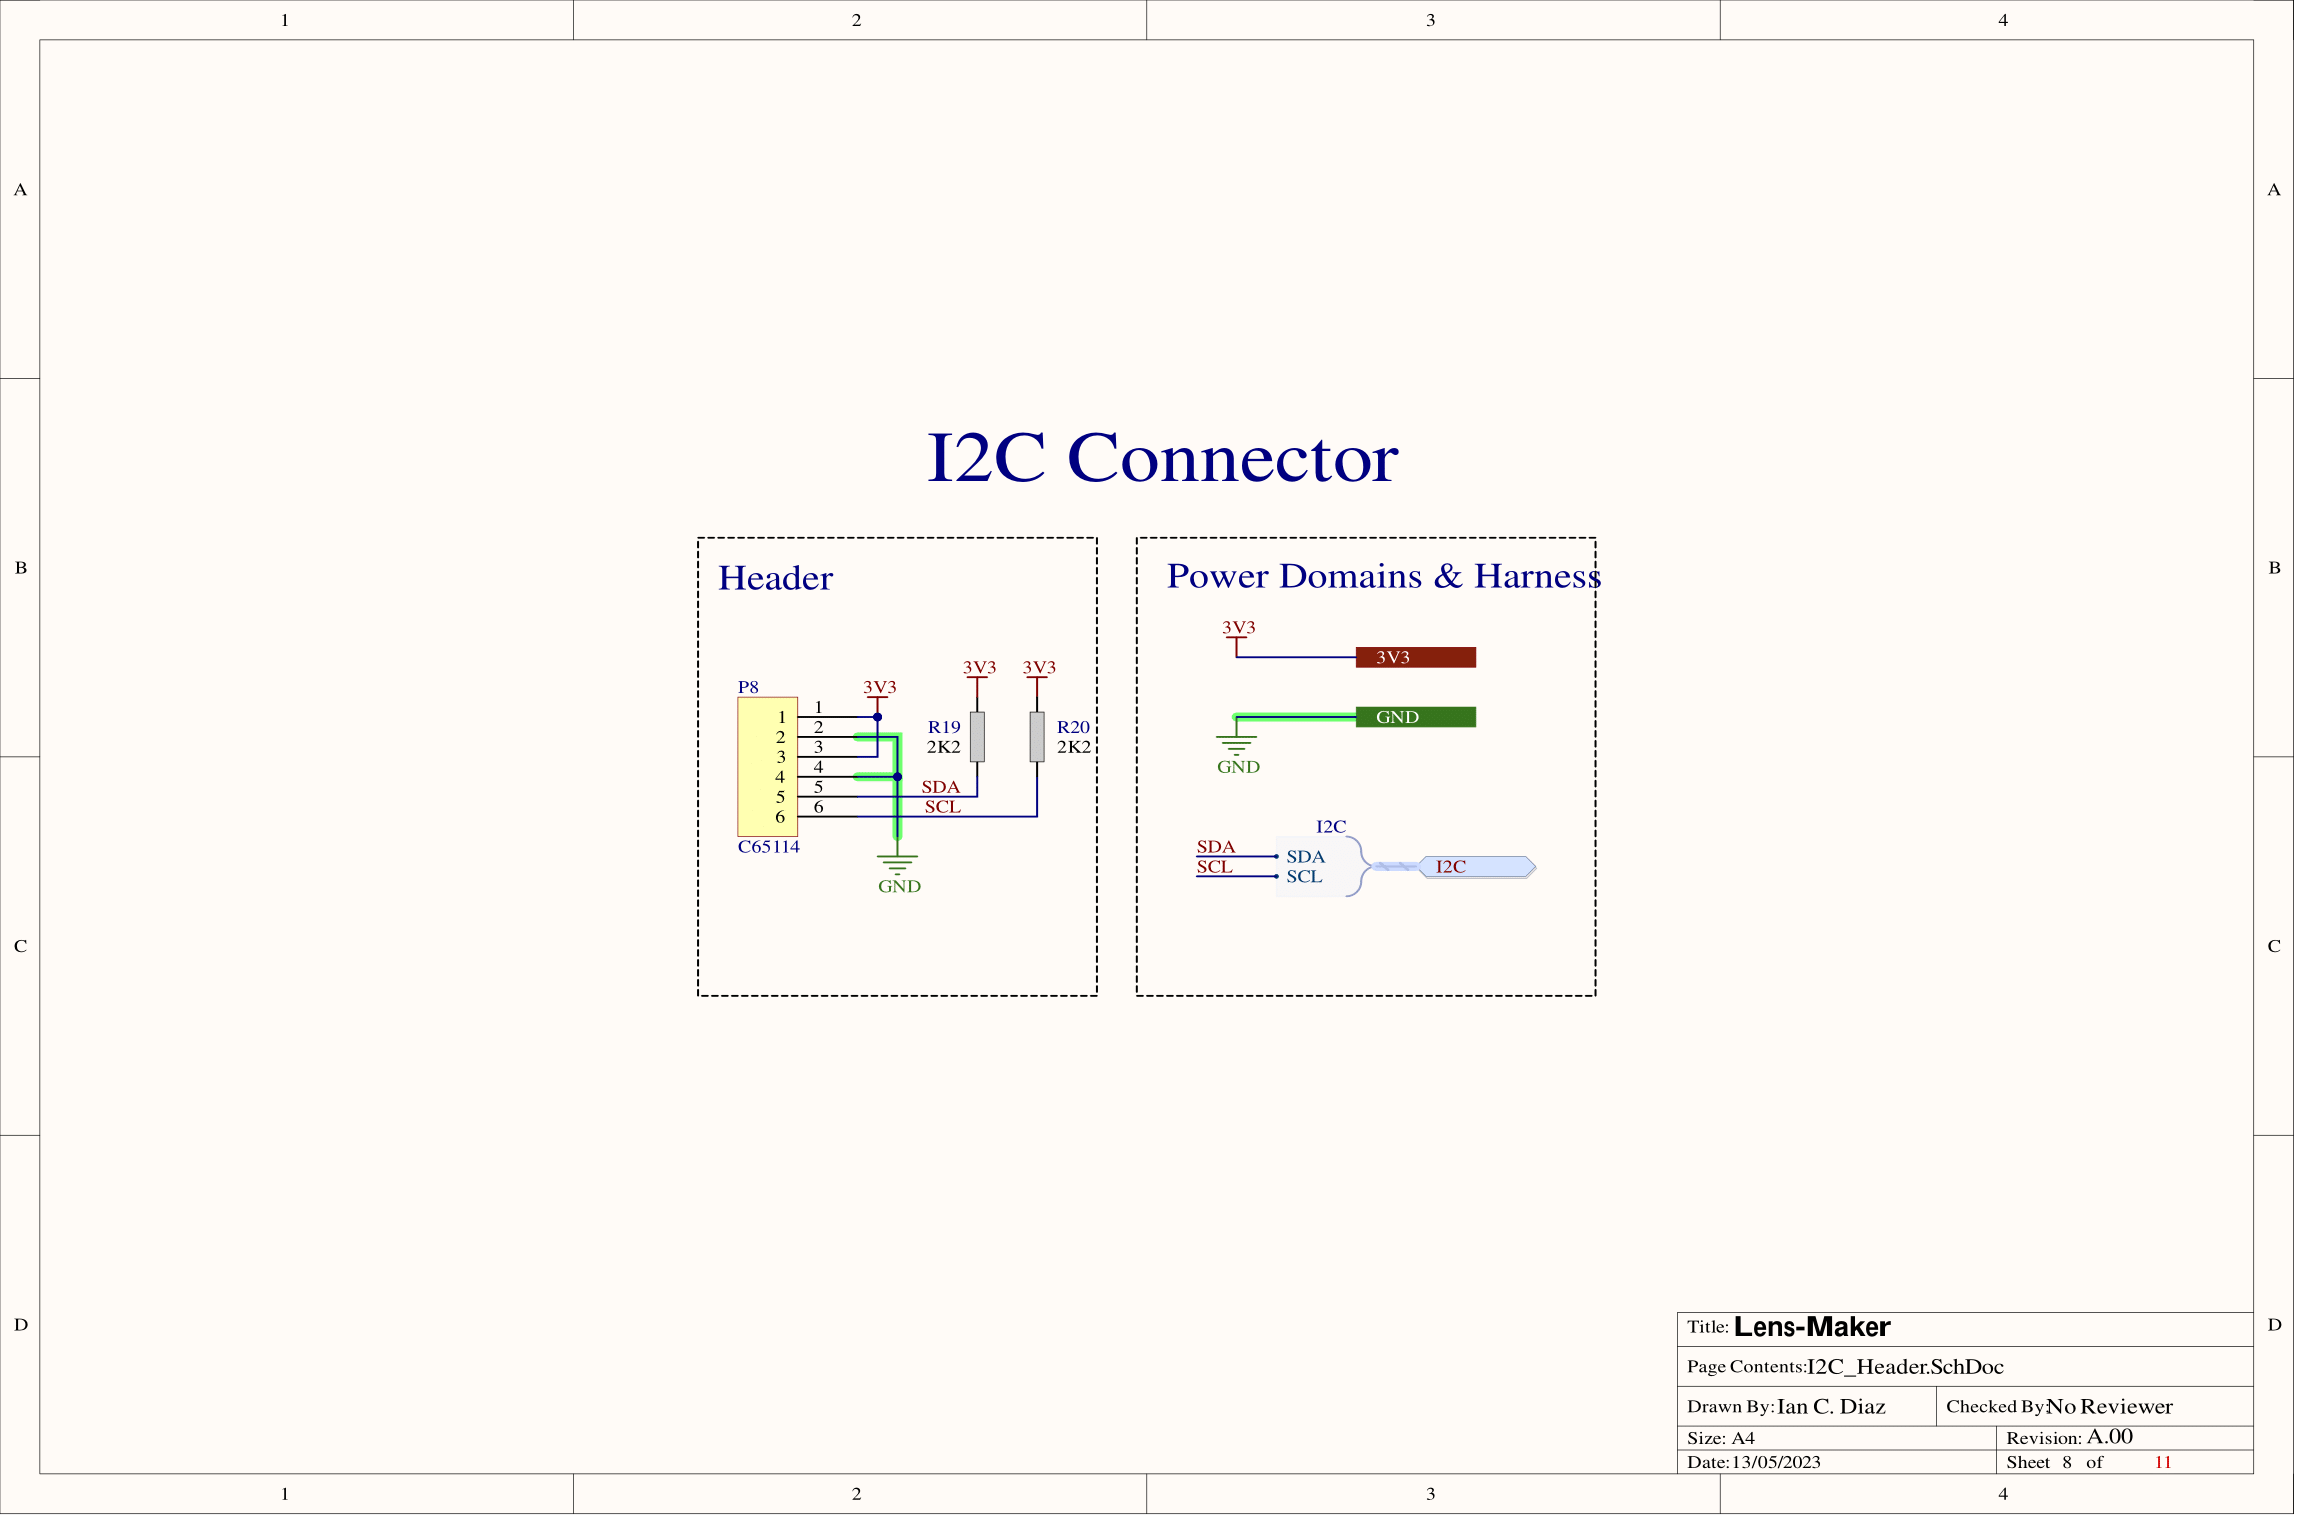 1 2 3 4
A A
I2C Connector
Header
Power Domains & Harness
B B
3V3
3V3
3V3 3V3
3V3
P8
3V3
1 1
2 2
3 3
4 4
5 5
6 6
R19
2K2
R20
2K2
GND
GND
SDA
SCL
C65114
GND
I2C
SDA SDA
SCL SCL
I2C
C C
D D
Title: Lens-Maker
Page Contents: I2C_Header.SchDoc
Drawn By: Ian C. Diaz Checked By: No Reviewer
Size: A4 Revision: A.00
Date: 13/05/2023 Sheet 8 of 11
1 2 3 4